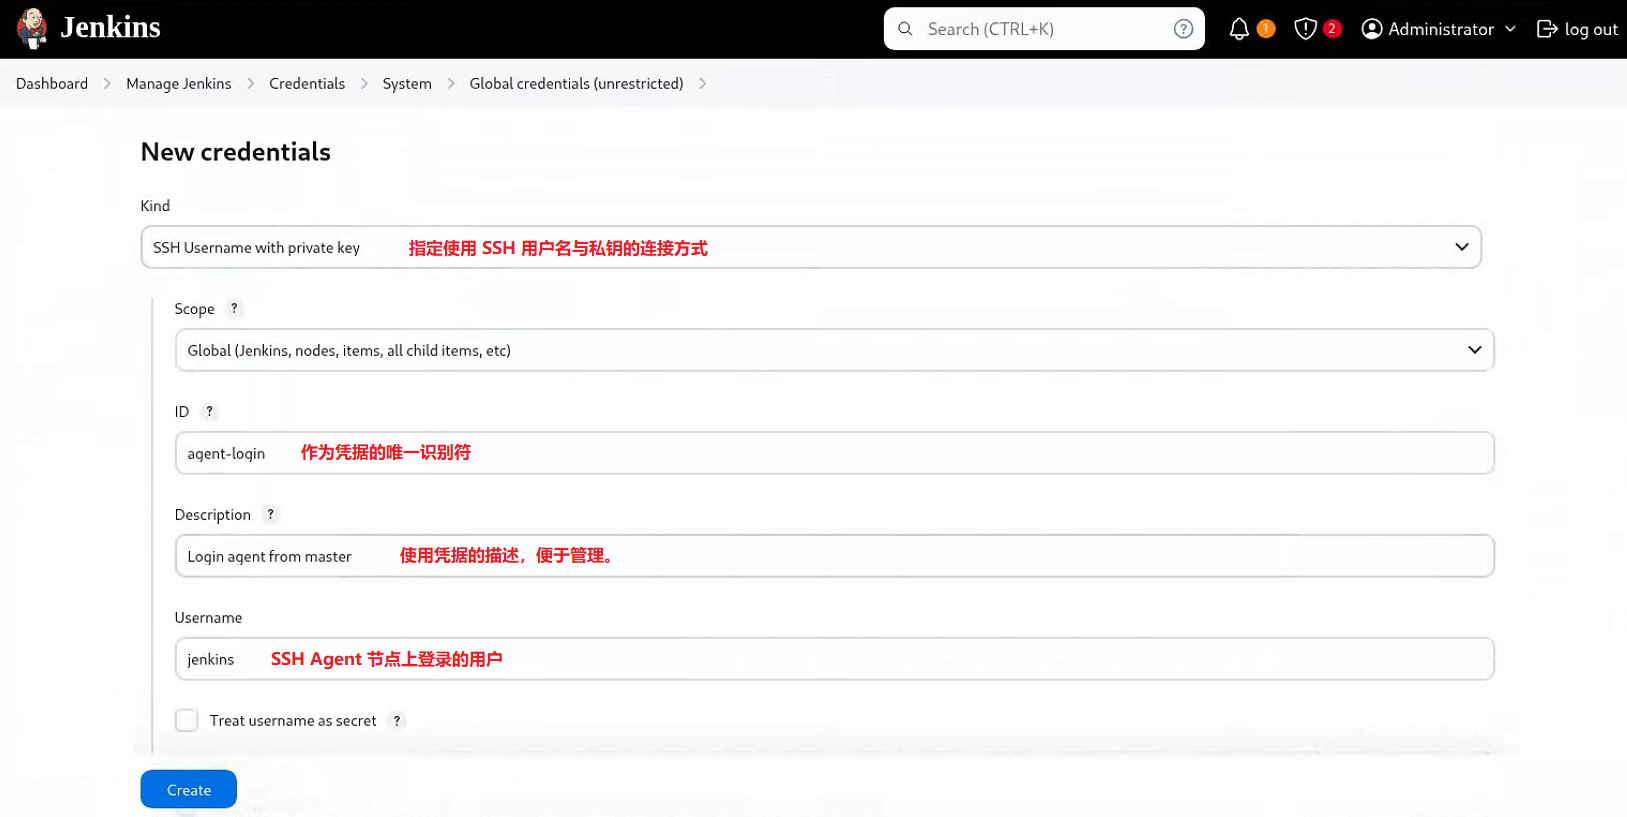 Jenkins
Search (CTRL+K)
?
1
2
Administrator
log out
Dashboard
Manage Jenkins
Credentials
System
Global credentials (unrestricted)
New credentials
Kind
SSH Username with private key 指定使用 SSH 用户名与私钥的连接方式
Scope ?
Global (Jenkins, nodes, items, all child items, etc)
ID ?
agent-login 作为凭据的唯一识别符
Description ?
Login agent from master 使用凭据的描述，便于管理。
Username
jenkins SSH Agent 节点上登录的用户
Treat username as secret ?
Create